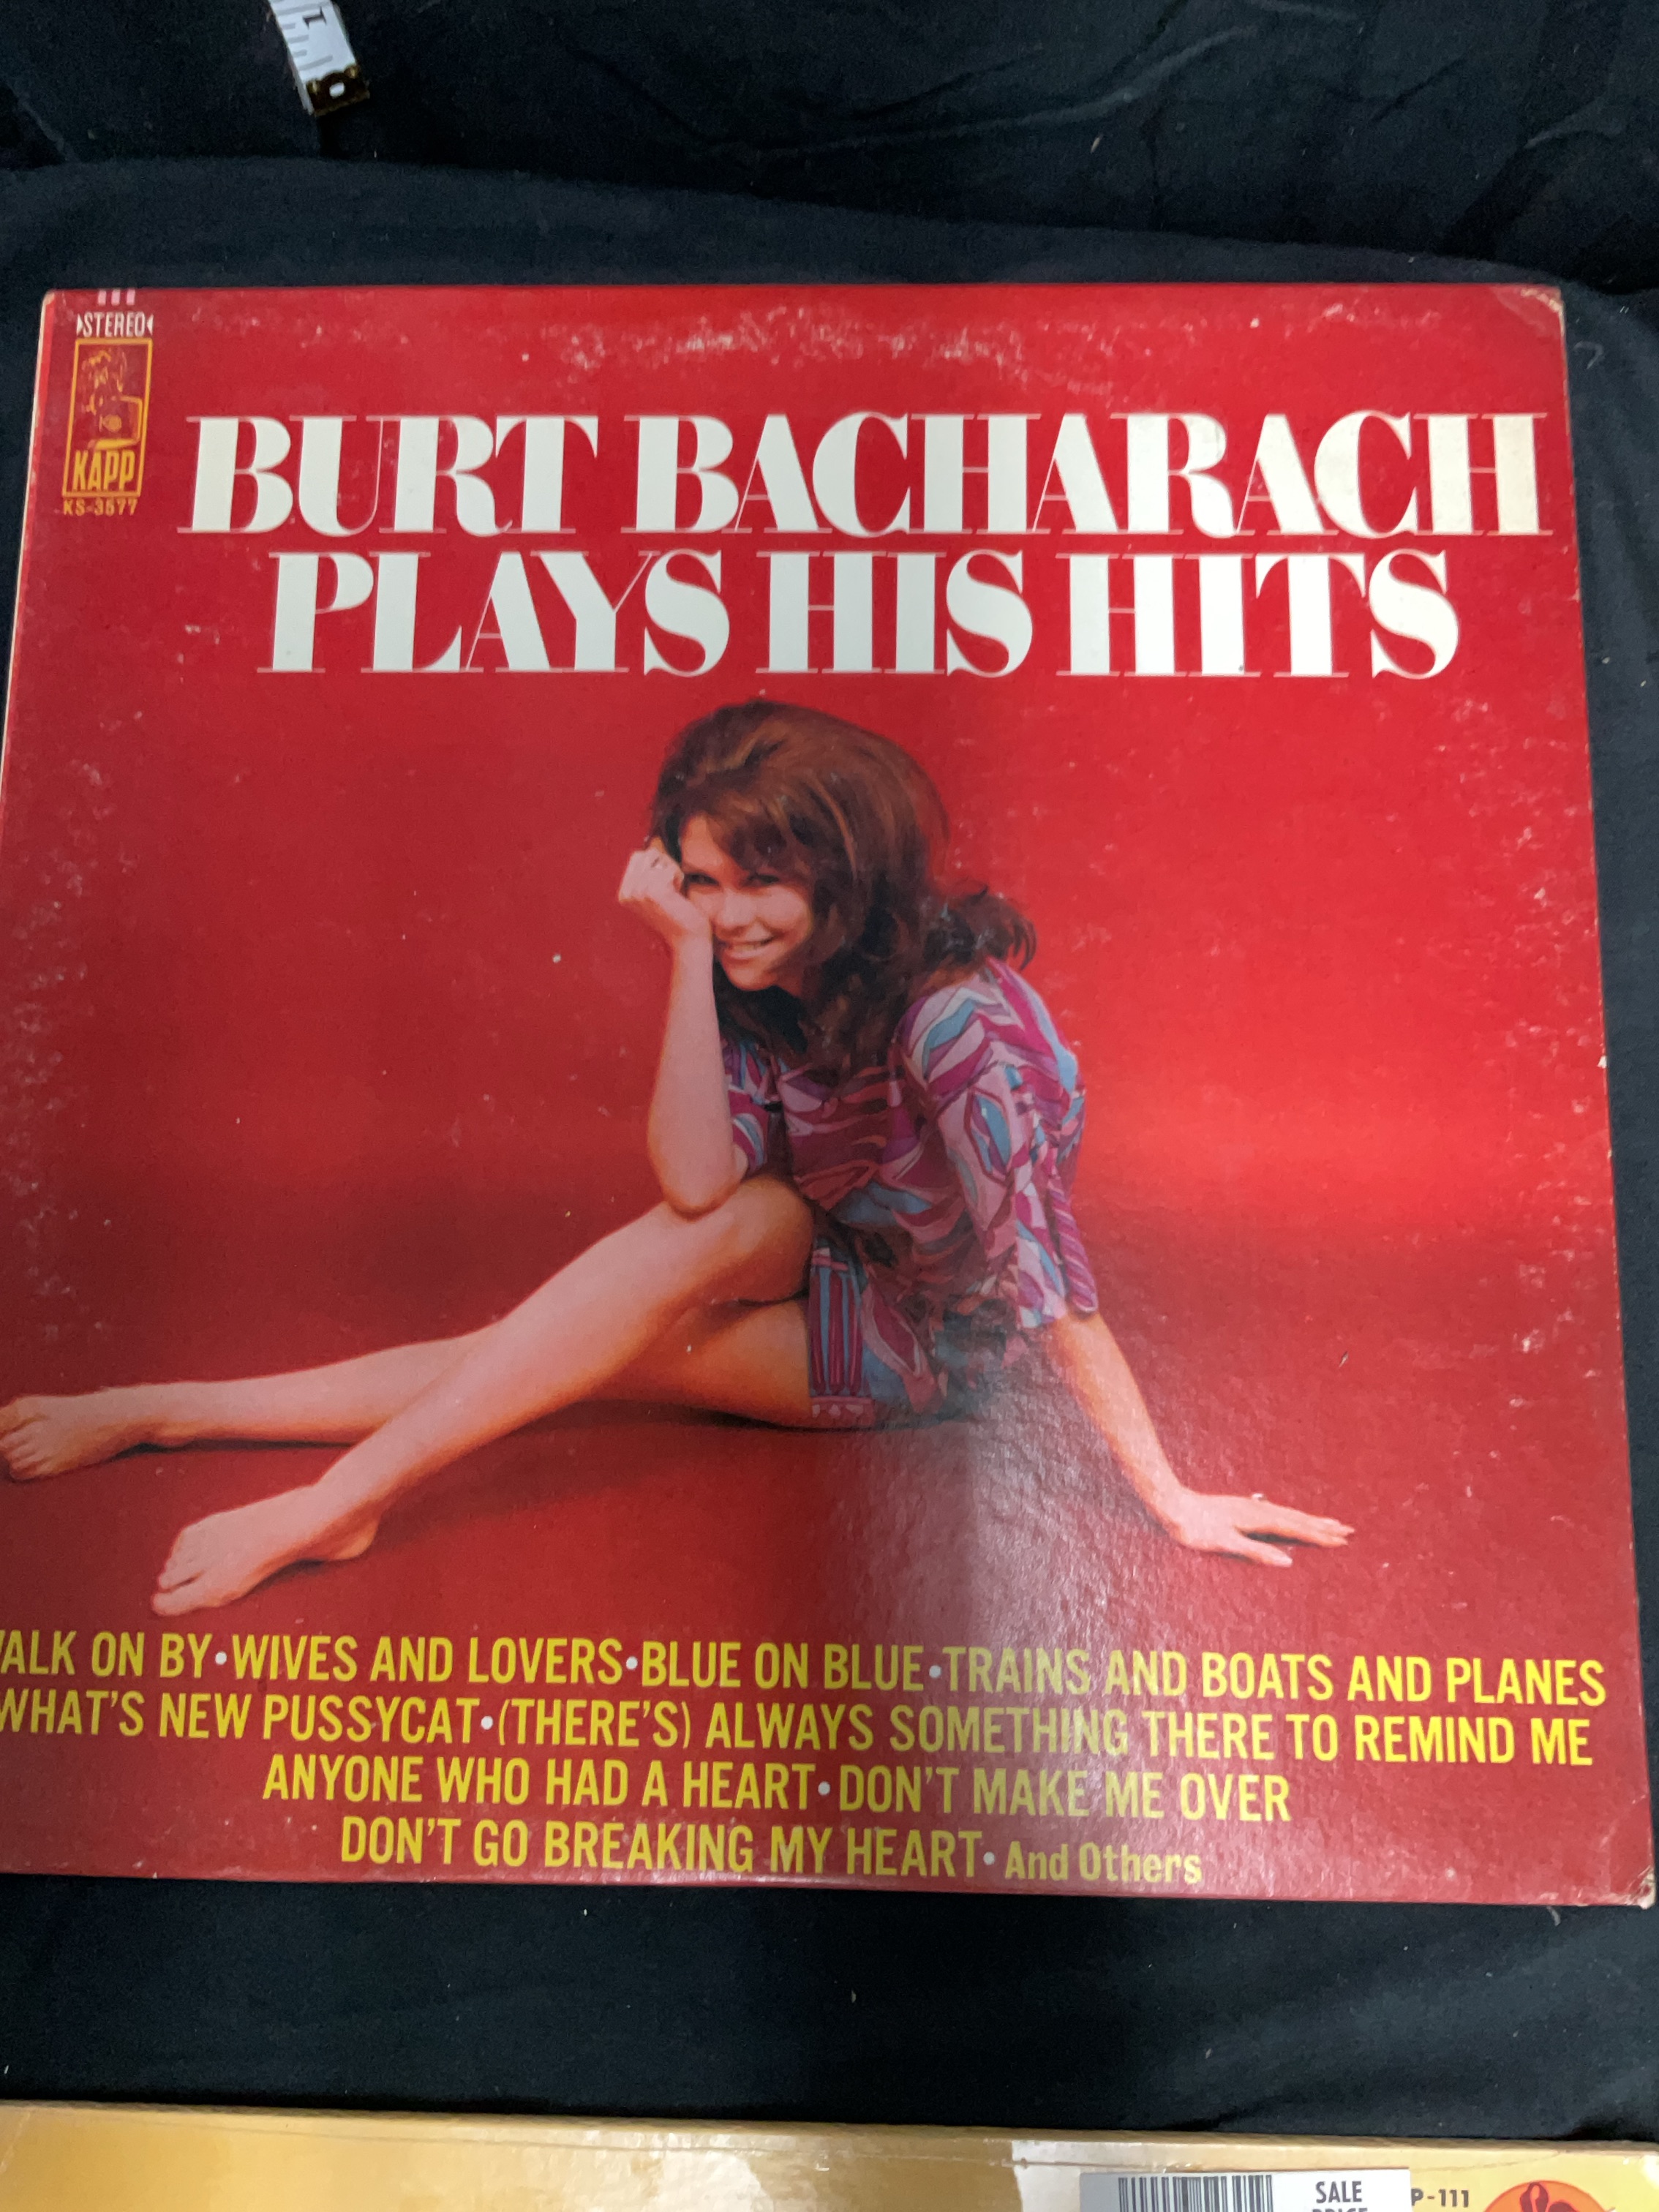 1
STEREO
KAPP
KS-3577
BURT BACHARACH
PLAYS HIS HITS
ALK ON BY•WIVES AND LOVERS•BLUE ON BLUE•TRAINS AND BOATS AND PLANES
WHAT'S NEW PUSSYCAT•(THERE'S) ALWAYS SOMETHING THERE TO REMIND ME
ANYONE WHO HAD A HEART•DON'T MAKE ME OVER
DON'T GO BREAKING MY HEART• And Others
SALE
PRICE
P-111